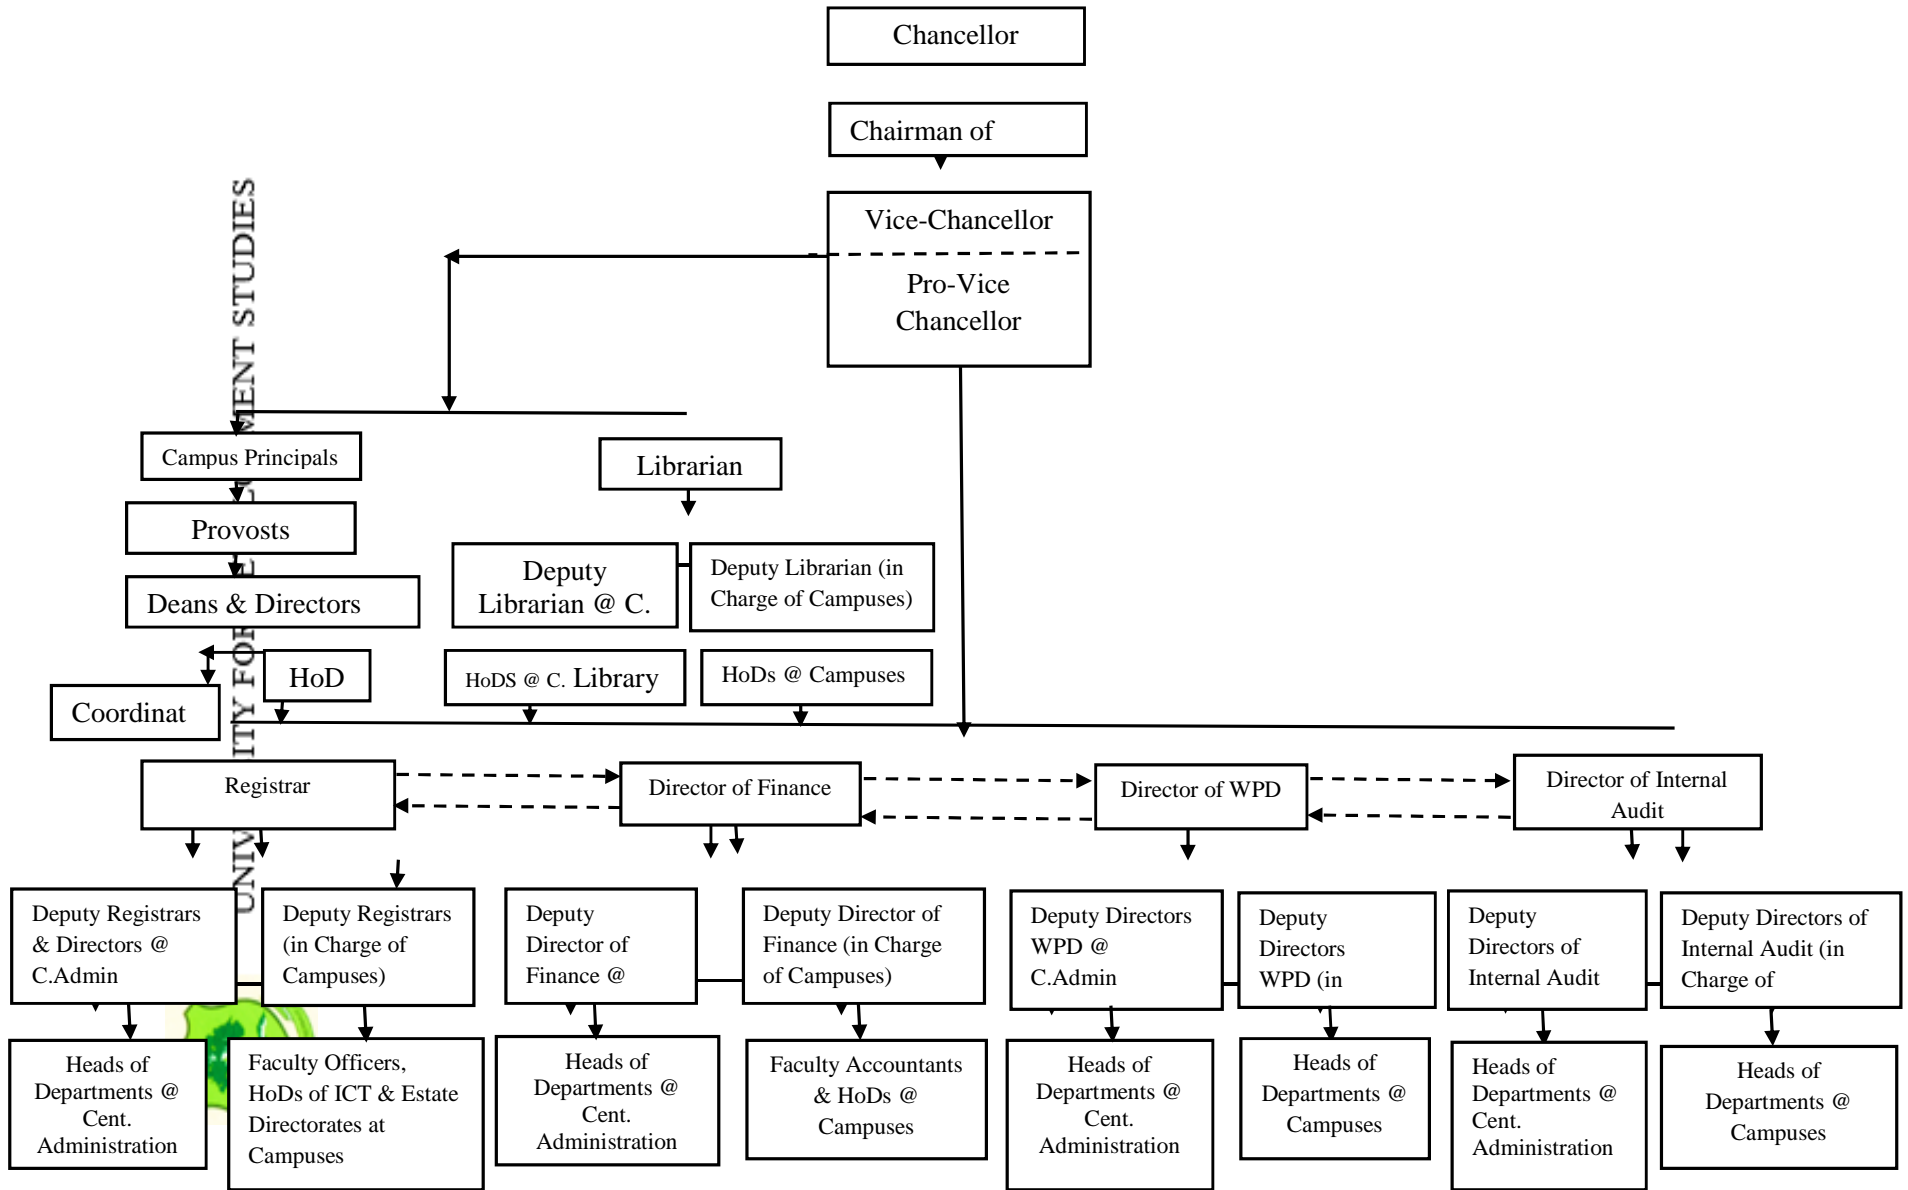 Chancellor
Chairman of
Vice-Chancellor
Pro-Vice
Chancellor
Campus Principals
Librarian
Provosts
Deputy
Librarian @ C.
Deputy Librarian (in
Charge of Campuses)
Deans & Directors
HoD
HoDS @ C. Library
HoDs @ Campuses
Coordinat
Registrar
Director of Finance
Director of WPD
Director of Internal
Audit
Deputy Registrars
& Directors @
C.Admin
Deputy Registrars
(in Charge of
Campuses)
Deputy
Director of
Finance @
Deputy Director of
Finance (in Charge
of Campuses)
Deputy Directors
WPD @
C.Admin
Deputy
Directors
WPD (in
Deputy
Directors of
Internal Audit
Deputy Directors of
Internal Audit (in
Charge of
Heads of
Departments @
Cent.
Administration
Faculty Officers,
HoDs of ICT & Estate
Directorates at
Campuses
Heads of
Departments @
Cent.
Administration
Faculty Accountants
& HoDs @
Campuses
Heads of
Departments @
Cent.
Administration
Heads of
Departments @
Campuses
Heads of
Departments @
Cent.
Administration
Heads of
Departments @
Campuses
STUDIES